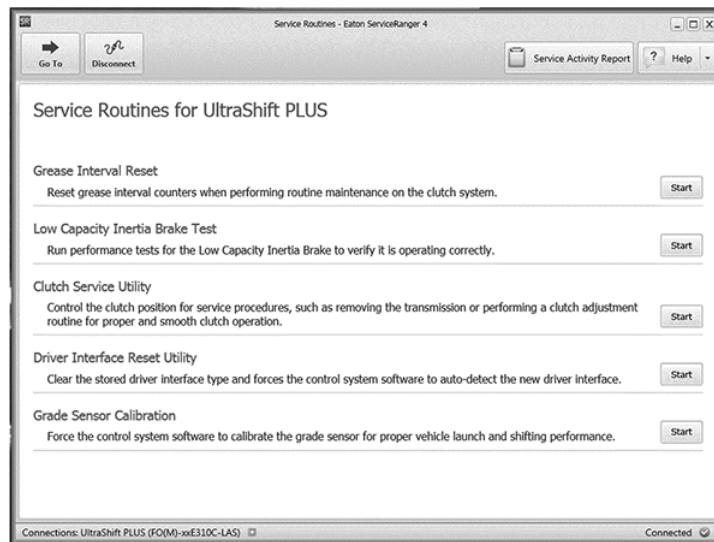 SR
Service Routines - Eaton ServiceRanger 4
Go To
Disconnect
Service Activity Report
? Help
Service Routines for UltraShift PLUS
Grease Interval Reset
Reset grease interval counters when performing routine maintenance on the clutch system.
Start
Low Capacity Inertia Brake Test
Run performance tests for the Low Capacity Inertia Brake to verify it is operating correctly.
Start
Clutch Service Utility
Control the clutch position for service procedures, such as removing the transmission or performing a clutch adjustment
routine for proper and smooth clutch operation.
Start
Driver Interface Reset Utility
Clear the stored driver interface type and forces the control system software to auto-detect the new driver interface.
Start
Grade Sensor Calibration
Force the control system software to calibrate the grade sensor for proper vehicle launch and shifting performance.
Start
Connections: UltraShift PLUS (FO(M)-xxE310C-LAS)
Connected